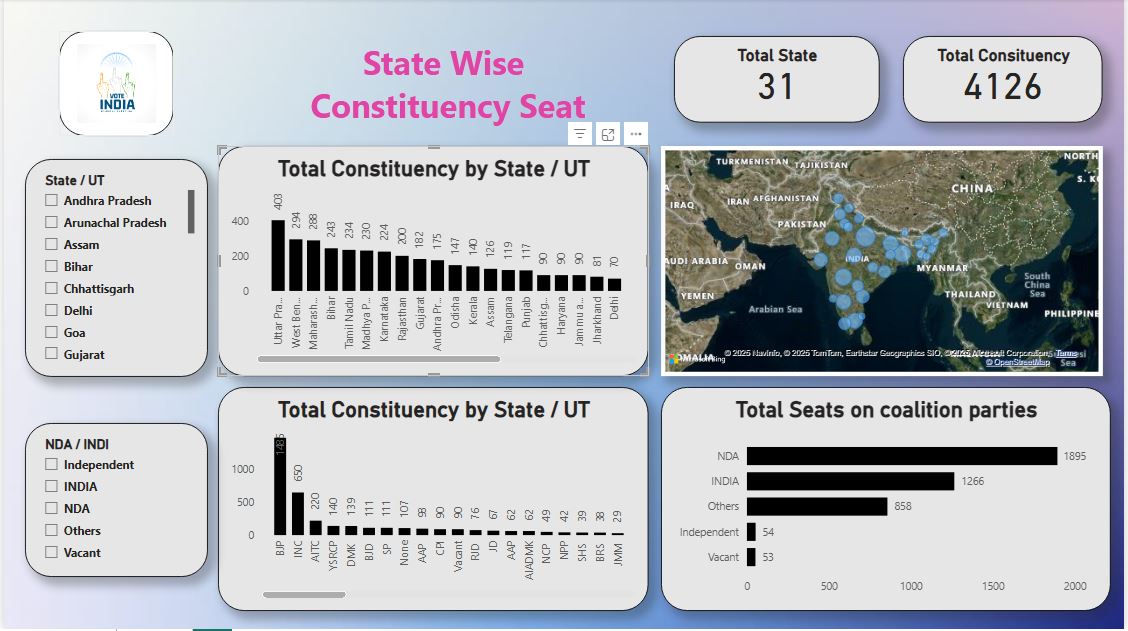 VOTE
INDIA
State Wise
Constituency Seat
Total State
31
Total Consituency
4126
State / UT
Andhra Pradesh
Arunachal Pradesh
Assam
Bihar
Chhattisgarh
Delhi
Goa
Gujarat
Total Constituency by State / UT
403
294
288
243
234
230
224
200
182
175
147
140
126
119
117
90
90
90
81
70
400
200
0
Uttar Pra...
West Ben...
Maharash...
Bihar
Tamil Nadu
Madhya P...
Karnataka
Rajasthan
Gujarat
Andhra Pr...
Odisha
Kerala
Assam
Telangana
Punjab
Chhattisg...
Haryana
Jammu a...
Jharkhand
Delhi
TURKMENISTAN
TAJIKISTAN
NORTH
S. KO
CHINA
IRAQ
IRAN
AFGHANISTAN
PAKISTAN
AUDI ARABIA
OMAN
INDIA
MYANMAR
YEMEN
Arabian Sea
THAILAND
VIETNAM
South
China
Sea
PHILIPPINE
© 2025 NavInfo, © 2025 TomTom, Earthstar Geographics SIO, © 2025 Microsoft Corporation, Terms
© OpenStreetMap
NDA / INDI
Independent
INDIA
NDA
Others
Vacant
Total Constituency by State / UT
1485
650
220
140
139
111
111
107
98
90
90
76
67
62
62
49
42
39
38
29
1000
500
0
BJP
INC
AITC
YSRCP
DMK
BJD
SP
None
AAP
CPI
Vacant
RJD
JD
AAP
AIADMK
NCP
NPP
SHS
BRS
JMM
Total Seats on coalition parties
NDA 1895
INDIA 1266
Others 858
Independent 54
Vacant 53
0 500 1000 1500 2000